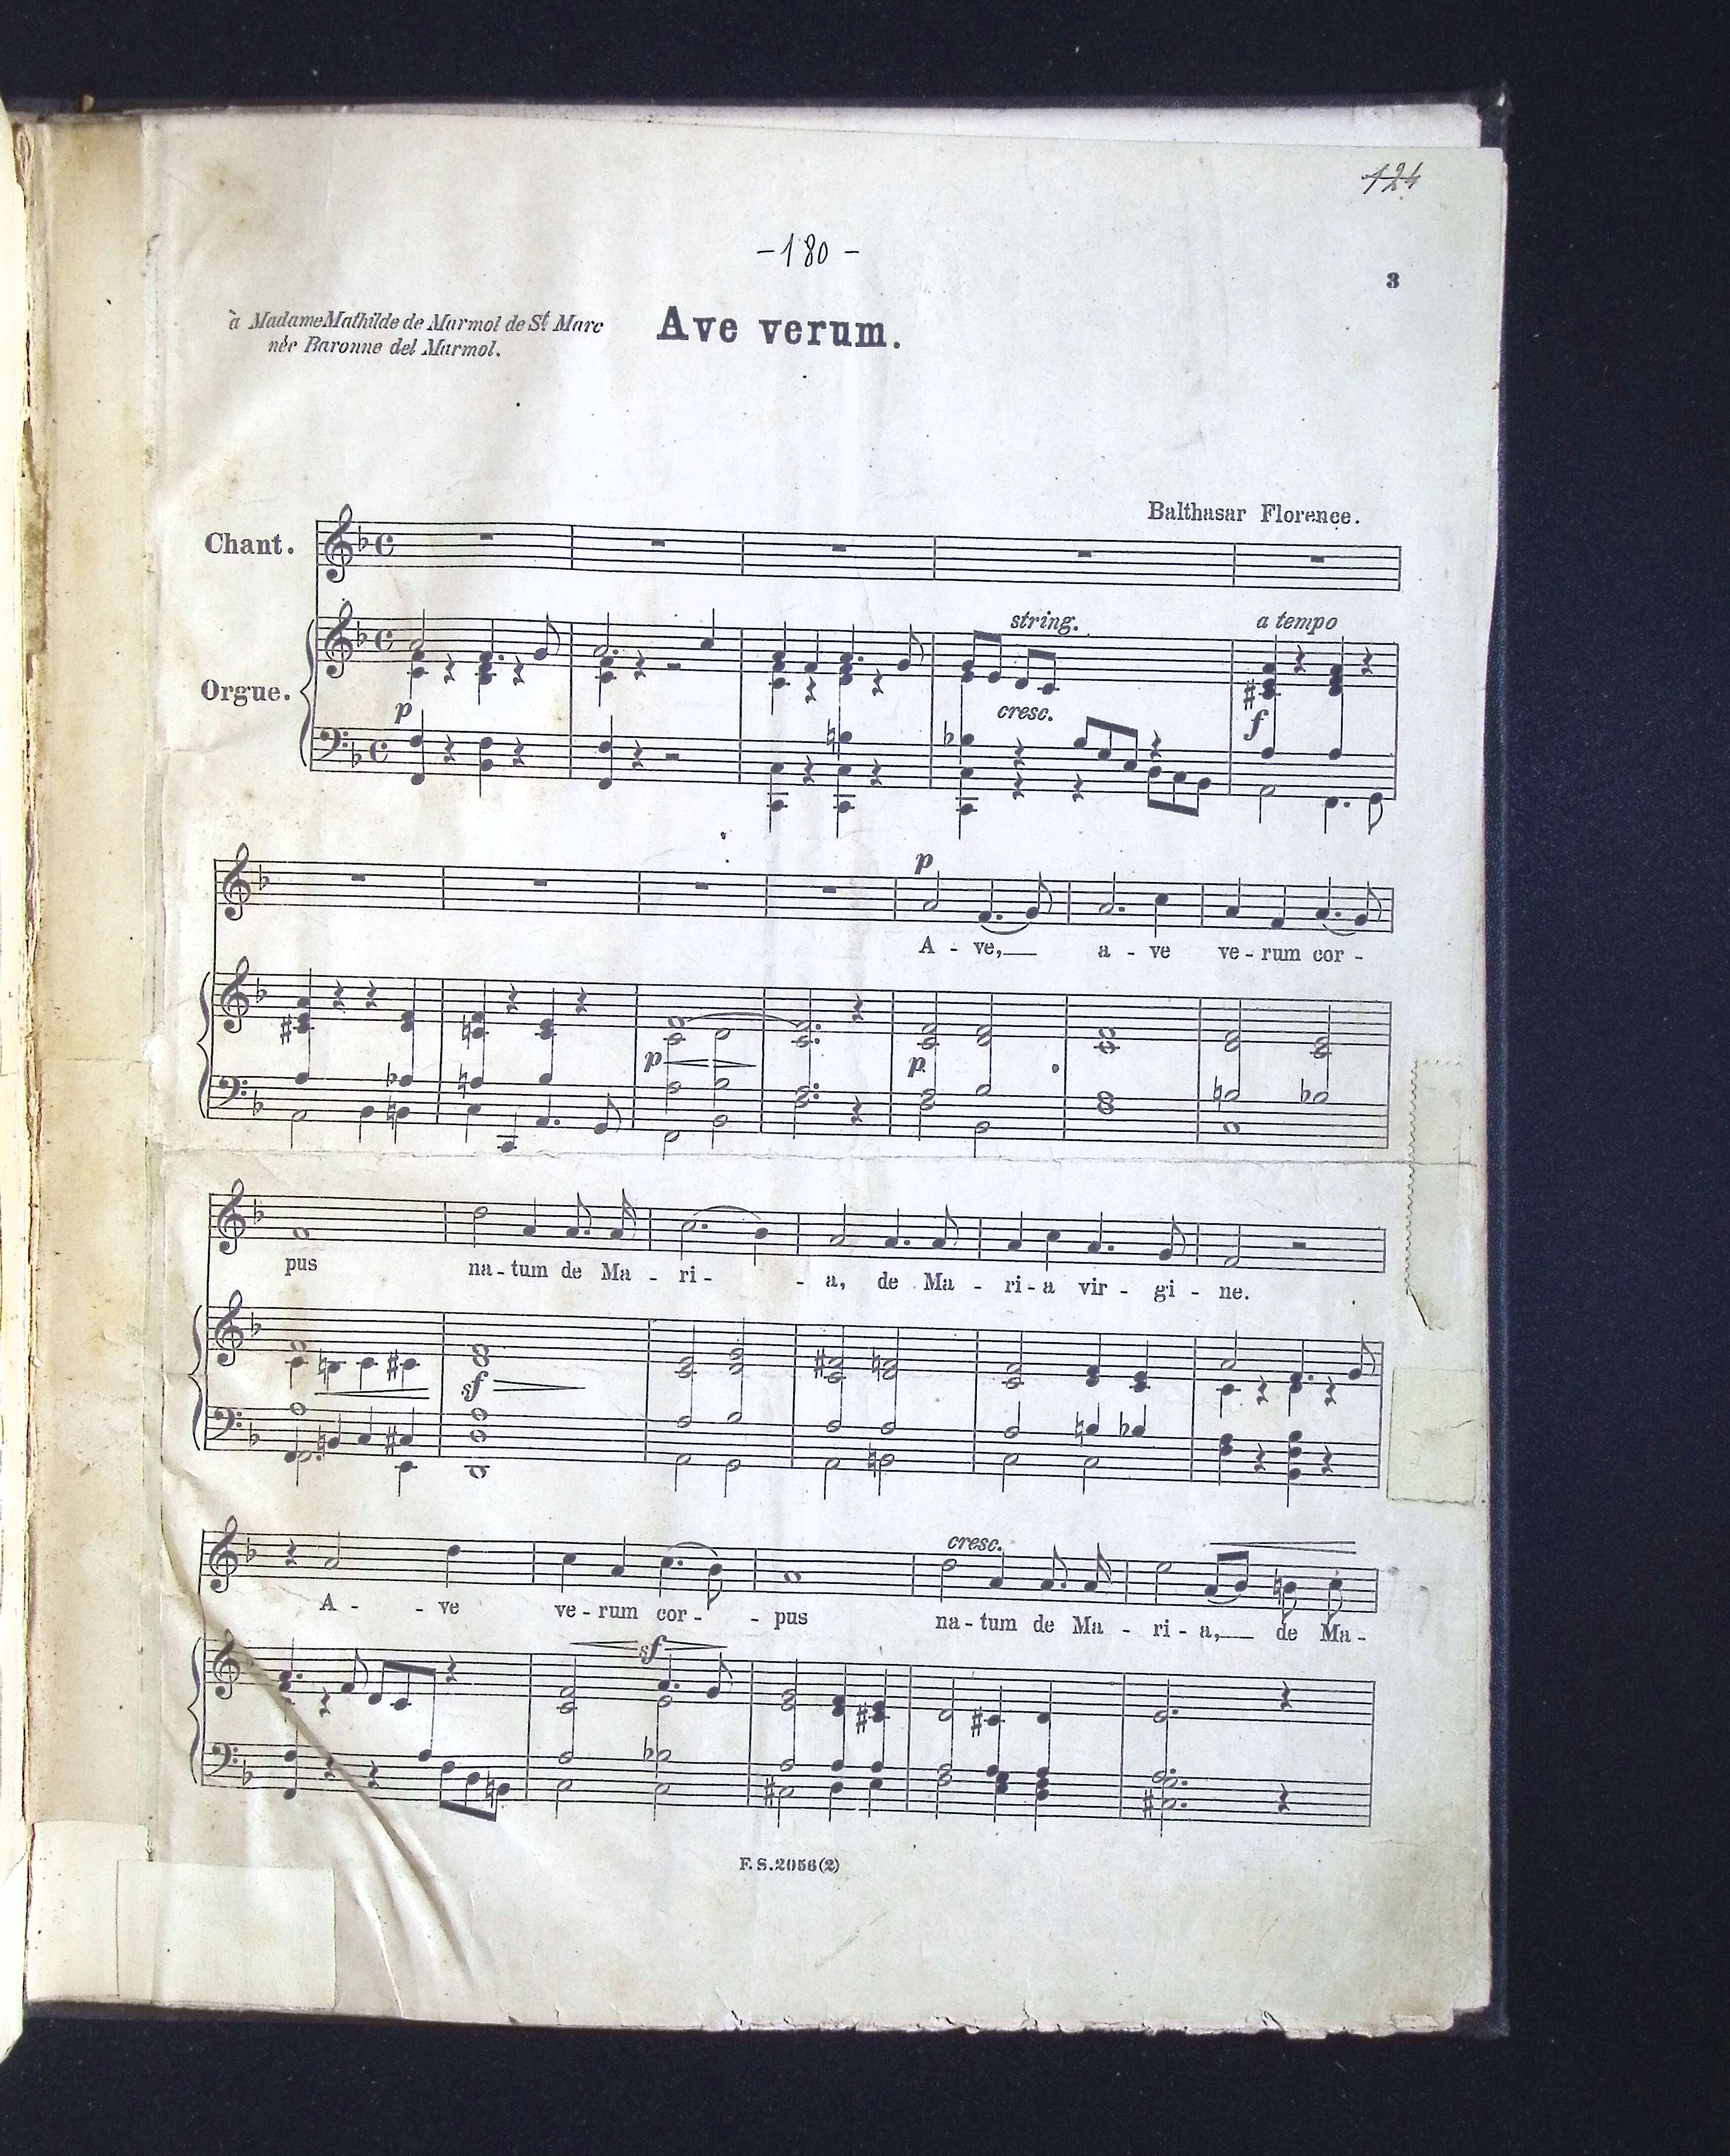 124
-180-
3
à Madame Mathilde de Marmol de St Marc
née Baronne del Marmol.
Ave verum.
Balthasar Florence.
Chant.
string.
a tempo
Orgue.
p
cresc.
f
p
A - ve, a - ve ve - rum cor -
p
p
pus na - tum de Ma - ri - - a, de Ma - ri - a vir - gi - ne.
sf
cresc.
A - - ve ve - rum cor - - pus na - tum de Ma - ri - a, de Ma -
sf
F. S. 2056 (2)